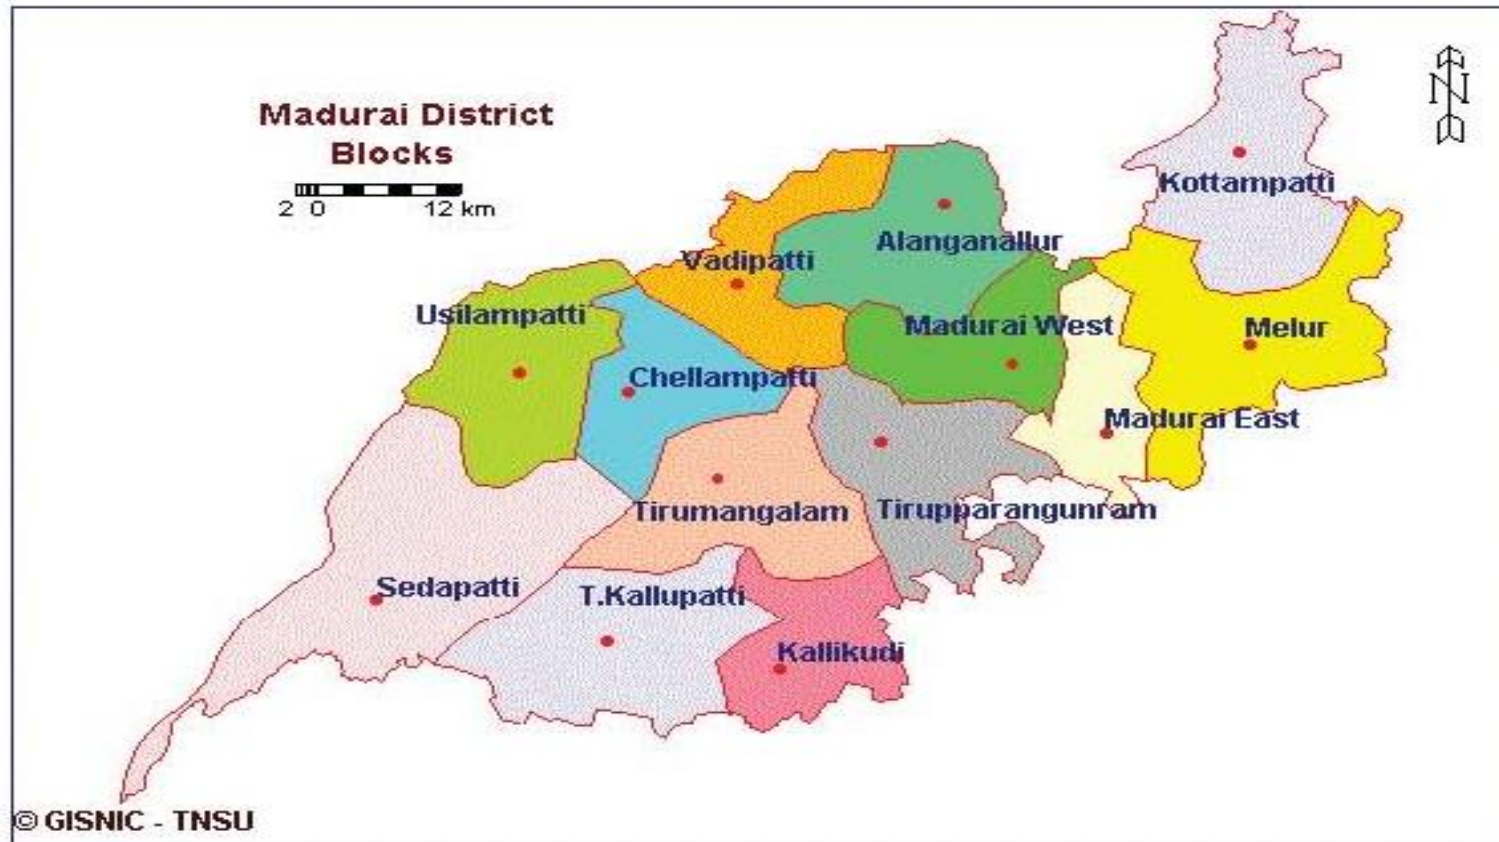 Madurai District
Blocks
2 0 12 km
N
Kottampatti
Alanganallur
Vadipatti
Usilampatti
Madurai West
Melur
Chellampatti
Madurai East
Tirumangalam
Tirupparangunram
Sedapatti
T.Kallupatti
Kallikudi
© GISNIC - TNSU